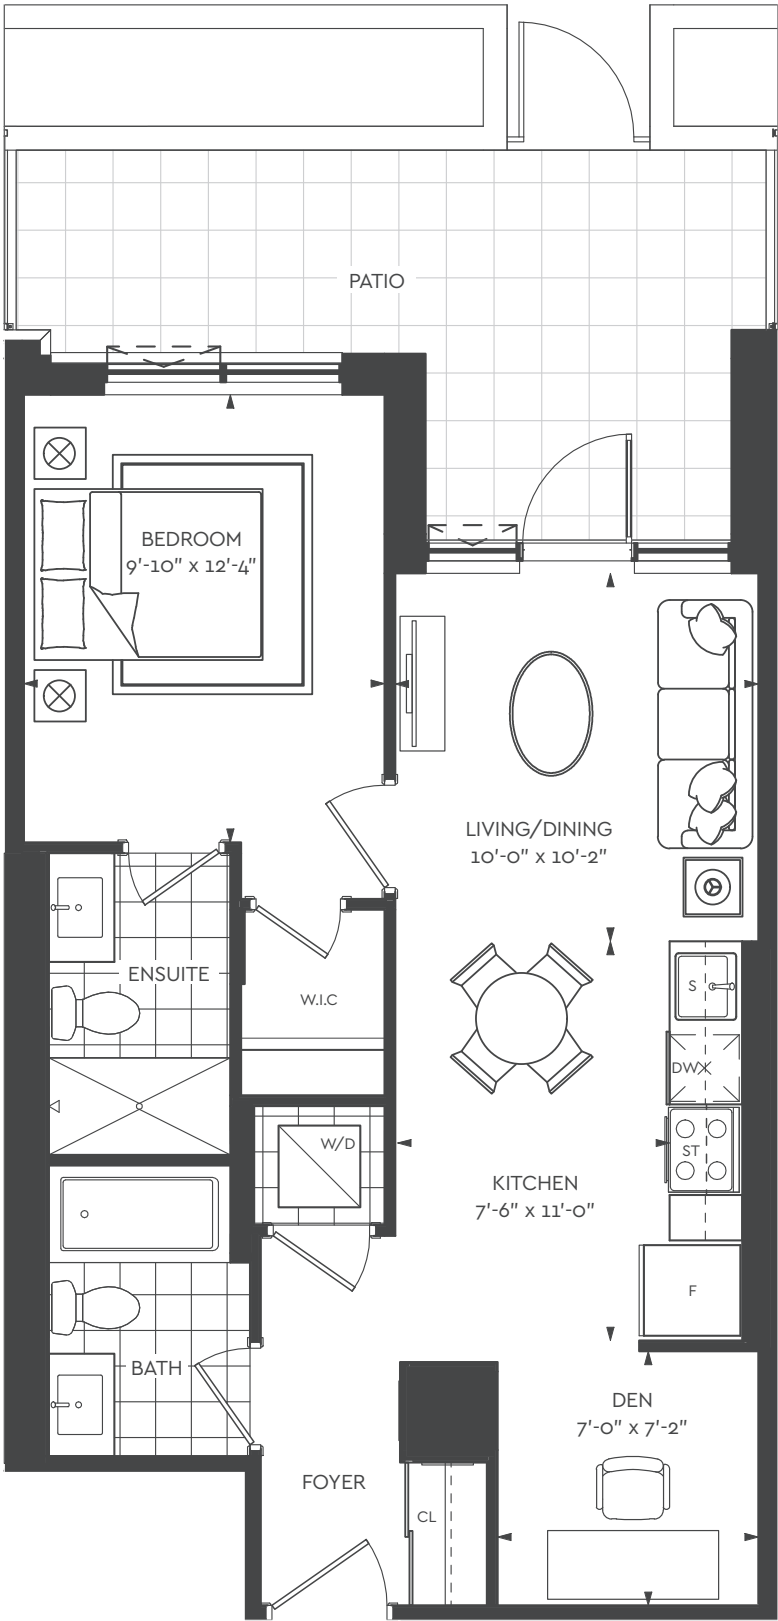 PATIO
BEDROOM
9'-10" x 12'-4"
LIVING/DINING
10'-0" x 10'-2"
ENSUITE
W.I.C
S
DW
W/D
ST
KITCHEN
7'-6" x 11'-0"
F
BATH
DEN
7'-0" x 7'-2"
FOYER
CL